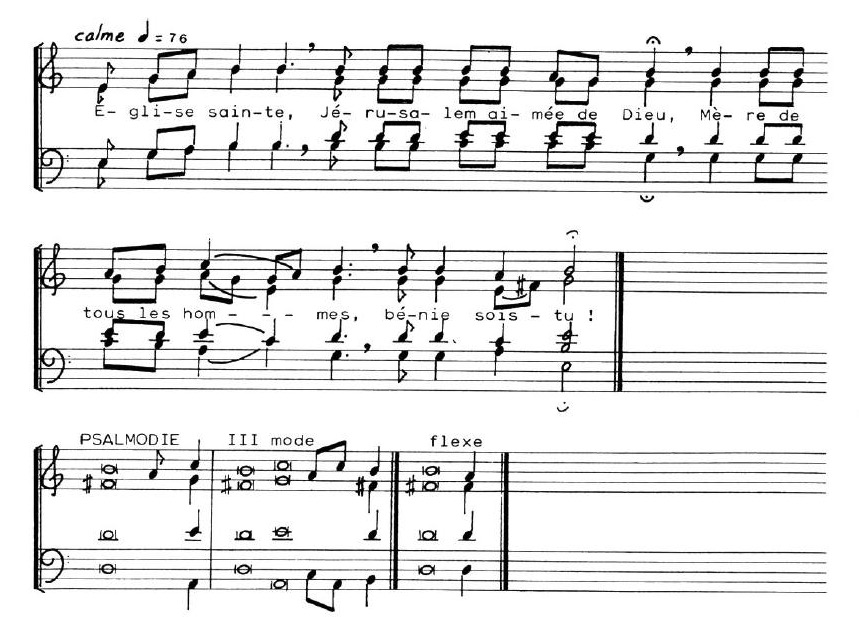 calme ♩ = 76
É- gli-se sain-te, Jé-ru-sa-lem ai-mée de Dieu, Mè-re de
tous les hom - - - mes, bé-nie sois - tu !
PSALMODIE III mode flexe